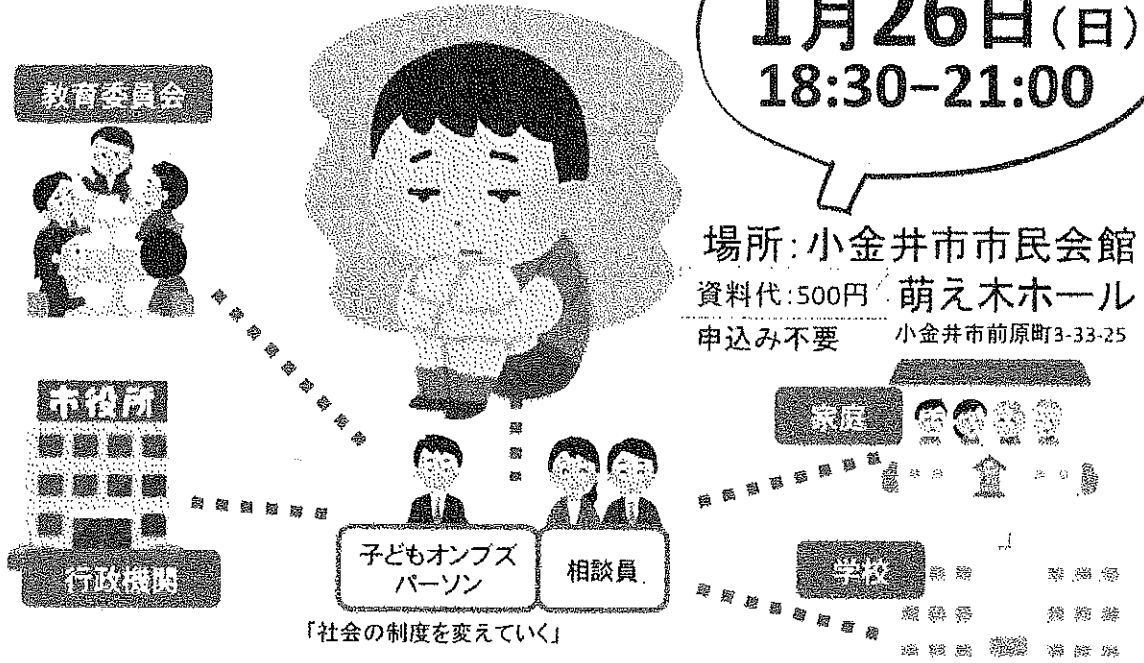 1月26日(日)
18:30-21:00
教育委員会
場所:小金井市市民会館
資料代:500円 萌え木ホール
申込み不要 小金井市前原町3-33-25
市役所
家庭
行政機関
子どもオンブズ
パーソン
相談員
学校
「社会の制度を変えていく」